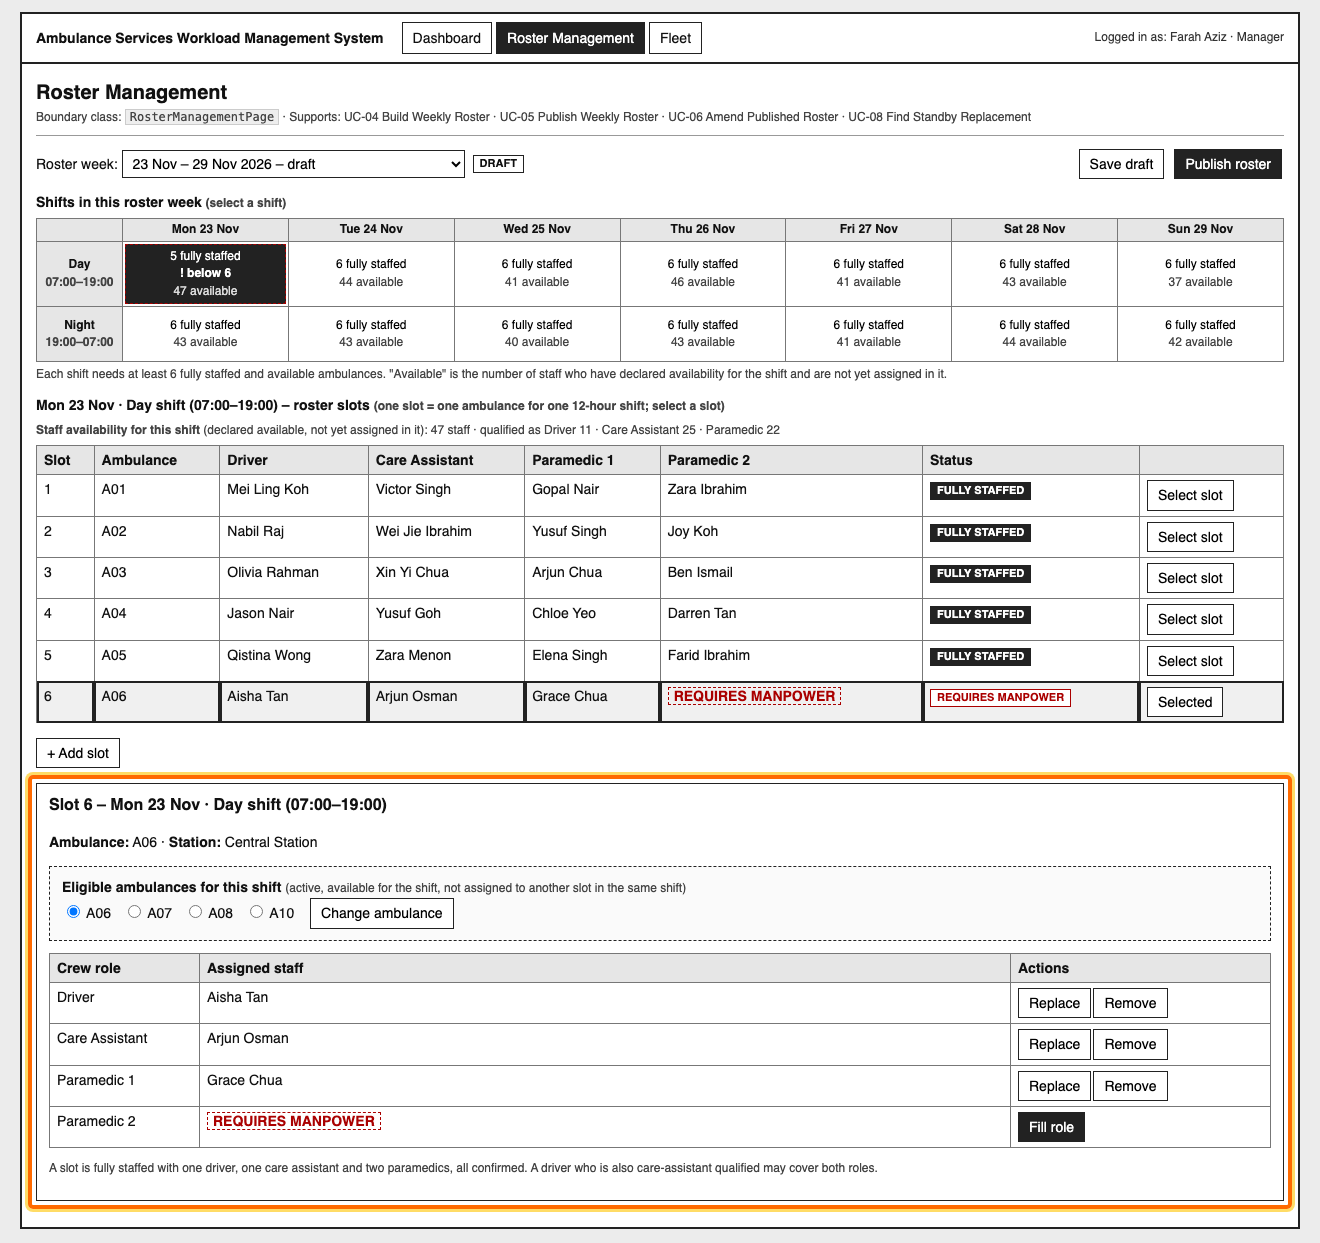 Ambulance Services Workload Management System Dashboard Roster Management Fleet Logged in as: Farah Aziz · Manager
Roster Management
Boundary class: RosterManagementPage · Supports: UC-04 Build Weekly Roster · UC-05 Publish Weekly Roster · UC-06 Amend Published Roster · UC-08 Find Standby Replacement
Roster week: 23 Nov – 29 Nov 2026 – draft DRAFT Save draft Publish roster
Shifts in this roster week (select a shift)
Mon 23 Nov Tue 24 Nov Wed 25 Nov Thu 26 Nov Fri 27 Nov Sat 28 Nov Sun 29 Nov
Day 07:00–19:00 5 fully staffed ! below 6 47 available 6 fully staffed 44 available 6 fully staffed 41 available 6 fully staffed 46 available 6 fully staffed 41 available 6 fully staffed 43 available 6 fully staffed 37 available
Night 19:00–07:00 6 fully staffed 43 available 6 fully staffed 43 available 6 fully staffed 40 available 6 fully staffed 43 available 6 fully staffed 41 available 6 fully staffed 44 available 6 fully staffed 42 available
Each shift needs at least 6 fully staffed and available ambulances. "Available" is the number of staff who have declared availability for the shift and are not yet assigned in it.
Mon 23 Nov · Day shift (07:00–19:00) – roster slots (one slot = one ambulance for one 12-hour shift; select a slot)
Staff availability for this shift (declared available, not yet assigned in it): 47 staff · qualified as Driver 11 · Care Assistant 25 · Paramedic 22
Slot Ambulance Driver Care Assistant Paramedic 1 Paramedic 2 Status
1 A01 Mei Ling Koh Victor Singh Gopal Nair Zara Ibrahim FULLY STAFFED Select slot
2 A02 Nabil Raj Wei Jie Ibrahim Yusuf Singh Joy Koh FULLY STAFFED Select slot
3 A03 Olivia Rahman Xin Yi Chua Arjun Chua Ben Ismail FULLY STAFFED Select slot
4 A04 Jason Nair Yusuf Goh Chloe Yeo Darren Tan FULLY STAFFED Select slot
5 A05 Qistina Wong Zara Menon Elena Singh Farid Ibrahim FULLY STAFFED Select slot
6 A06 Aisha Tan Arjun Osman Grace Chua REQUIRES MANPOWER REQUIRES MANPOWER Selected
+ Add slot
Slot 6 – Mon 23 Nov · Day shift (07:00–19:00)
Ambulance: A06 · Station: Central Station
Eligible ambulances for this shift (active, available for the shift, not assigned to another slot in the same shift)
A06 A07 A08 A10 Change ambulance
Crew role Assigned staff Actions
Driver Aisha Tan Replace Remove
Care Assistant Arjun Osman Replace Remove
Paramedic 1 Grace Chua Replace Remove
Paramedic 2 REQUIRES MANPOWER Fill role
A slot is fully staffed with one driver, one care assistant and two paramedics, all confirmed. A driver who is also care-assistant qualified may cover both roles.